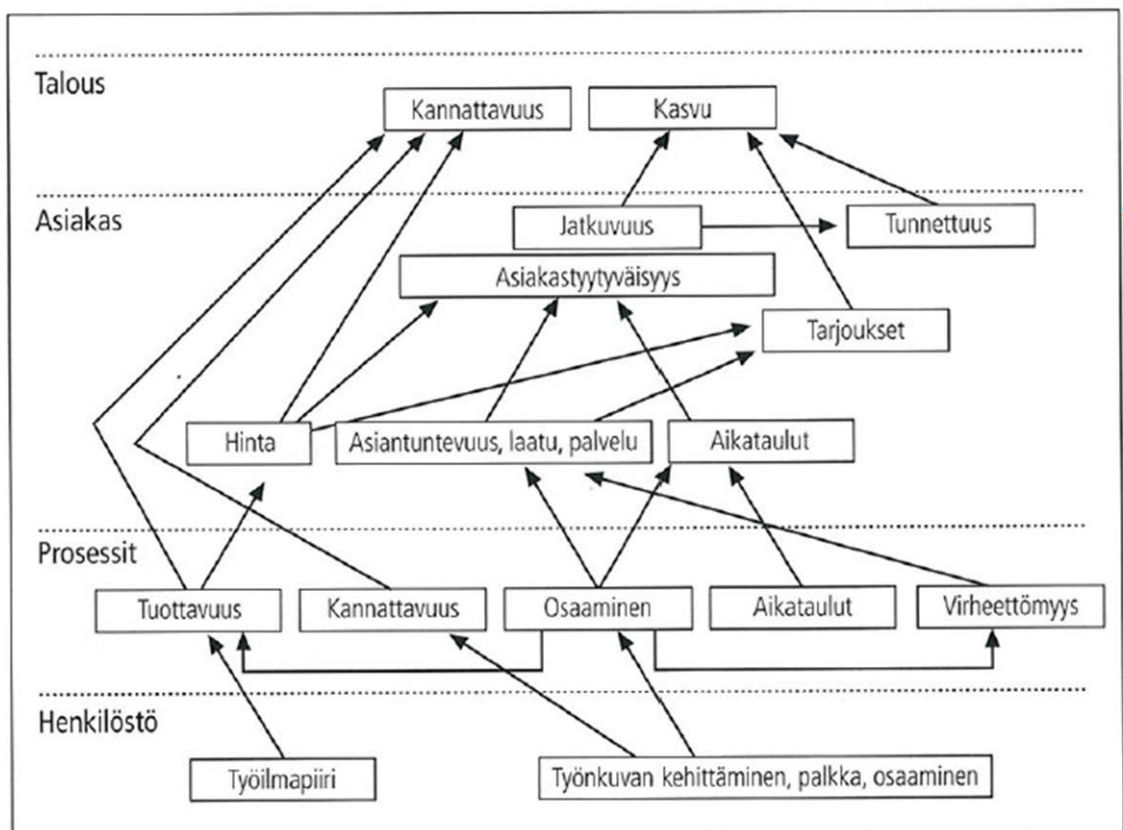 Talous
Kannattavuus
Kasvu
Asiakas
Jatkuvuus
Tunnettuus
Asiakastyytyväisyys
Tarjoukset
Hinta
Asiantuntevuus, laatu, palvelu
Aikataulut
Prosessit
Tuottavuus
Kannattavuus
Osaaminen
Aikataulut
Virheettömyys
Henkilöstö
Työilmapiiri
Työnkuvan kehittäminen, palkka, osaaminen